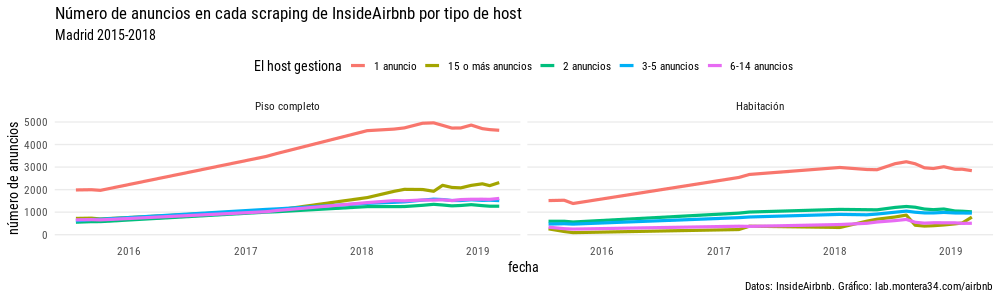 Número de anuncios en cada scraping de InsideAirbnb por tipo de host
Madrid 2015-2018
El host gestiona 1 anuncio 15 o más anuncios 2 anuncios 3-5 anuncios 6-14 anuncios
Piso completo Habitación
número de anuncios
5000
4000
3000
2000
1000
0
2016 2017 2018 2019 2016 2017 2018 2019
fecha
Datos: InsideAirbnb. Gráfico: lab.montera34.com/airbnb